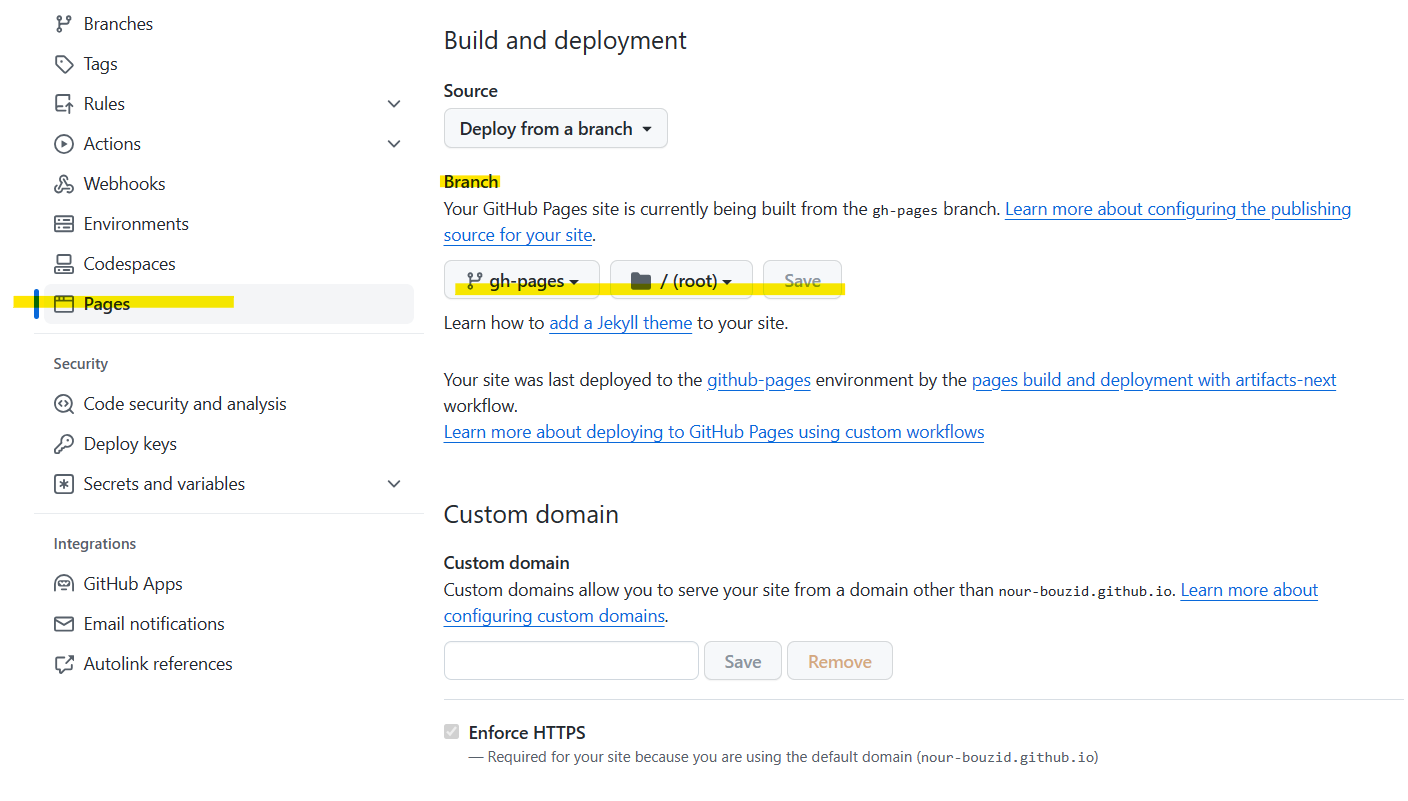 Branches
Tags
Rules
Actions
Webhooks
Environments
Codespaces
Pages
Security
Code security and analysis
Deploy keys
Secrets and variables
Integrations
GitHub Apps
Email notifications
Autolink references
Build and deployment
Source
Deploy from a branch
Branch
Your GitHub Pages site is currently being built from the gh-pages branch. Learn more about configuring the publishing
source for your site.
gh-pages / (root) Save
Learn how to add a Jekyll theme to your site.
Your site was last deployed to the github-pages environment by the pages build and deployment with artifacts-next
workflow.
Learn more about deploying to GitHub Pages using custom workflows
Custom domain
Custom domain
Custom domains allow you to serve your site from a domain other than nour-bouzid.github.io. Learn more about
configuring custom domains.
Save Remove
Enforce HTTPS
— Required for your site because you are using the default domain (nour-bouzid.github.io)